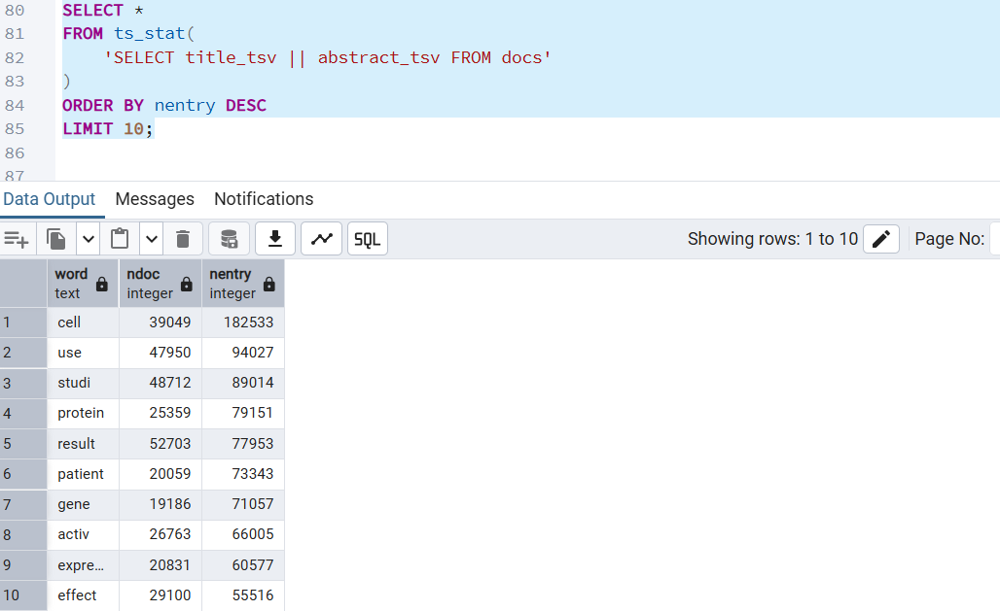 80 SELECT *
81 FROM ts_stat(
82 'SELECT title_tsv || abstract_tsv FROM docs'
83 )
84 ORDER BY nentry DESC
85 LIMIT 10;
86
87
Data Output Messages Notifications
SQL Showing rows: 1 to 10 Page No:
word ndoc nentry
text integer integer
1 cell 39049 182533
2 use 47950 94027
3 studi 48712 89014
4 protein 25359 79151
5 result 52703 77953
6 patient 20059 73343
7 gene 19186 71057
8 activ 26763 66005
9 expre... 20831 60577
10 effect 29100 55516